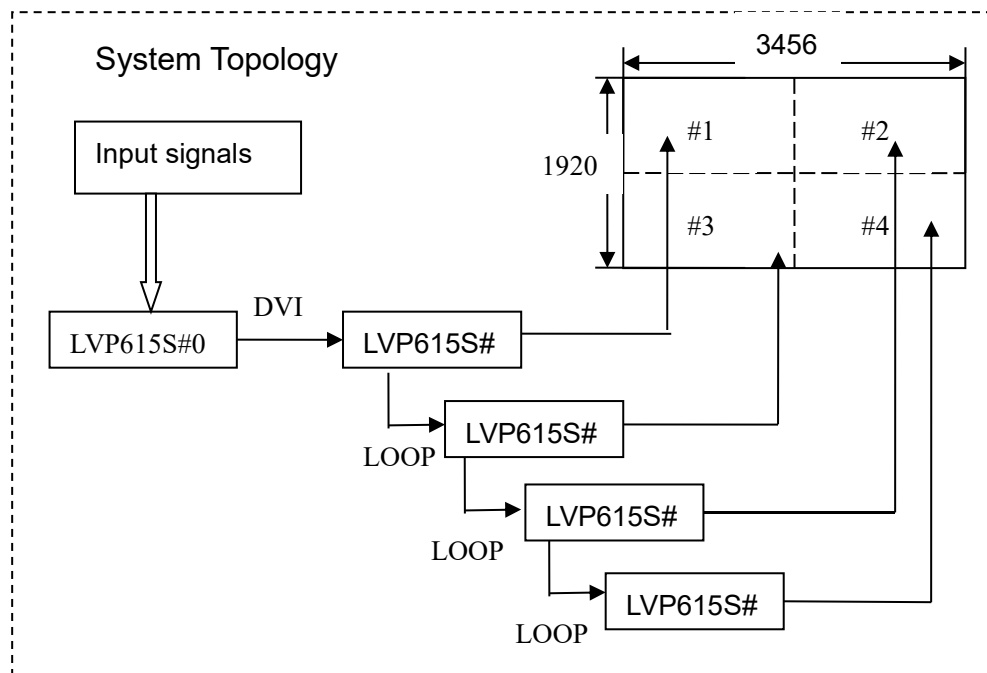 System Topology
3456
Input signals
#1
#2
1920
#3
#4
DVI
LVP615S#0
LVP615S#
LVP615S#
LOOP
LVP615S#
LOOP
LVP615S#
LOOP